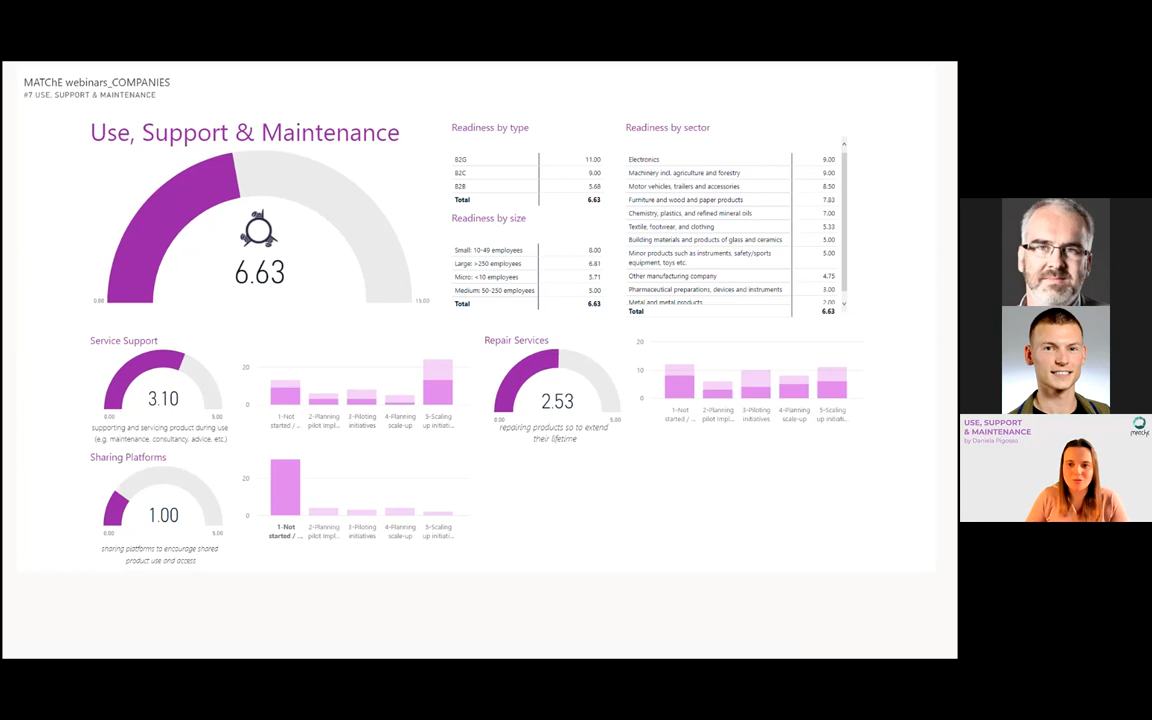 MATChE webinars_COMPANIES
#7 USE, SUPPORT & MAINTENANCE
Use, Support & Maintenance
6.63
0.00
15.00
Readiness by type
B2G 11.00
B2C 9.00
B2B 5.68
Total 6.63
Readiness by size
Small: 10-49 employees 8.00
Large: >250 employees 6.81
Micro: <10 employees 5.71
Medium: 50-250 employees 5.00
Total 6.63
Readiness by sector
Electronics 9.00
Machinery incl. agriculture and forestry 9.00
Motor vehicles, trailers and accessories 8.50
Furniture and wood and paper products 7.83
Chemistry, plastics, and refined mineral oils 7.00
Textile, footwear, and clothing 5.33
Building materials and products of glass and ceramics 5.00
Minor products such as instruments, safety/sports 5.00
equipment, toys etc.
Other manufacturing company 4.75
Pharmaceutical preparations, devices and instruments 3.00
Metal and metal products 2.00
Total 6.63
Service Support
3.10
0.00
5.00
supporting and servicing product during use
(e.g. maintenance, consultancy, advice, etc.)
20
0
1-Not 2-Planning 3-Piloting 4-Planning 5-Scaling
started / ... pilot impl... initiatives scale-up up initiati...
Repair Services
2.53
0.00
5.00
repairing products so to extend
their lifetime
20
10
0
1-Not 2-Planning 3-Piloting 4-Planning 5-Scaling
started / ... pilot impl... initiatives scale-up up initiati...
Sharing Platforms
1.00
0.00
5.00
sharing platforms to encourage shared
product use and access
20
0
1-Not 2-Planning 3-Piloting 4-Planning 5-Scaling
started / ... pilot impl... initiatives scale-up up initiati...
USE, SUPPORT
& MAINTENANCE
by Daniela Pigosso
matche